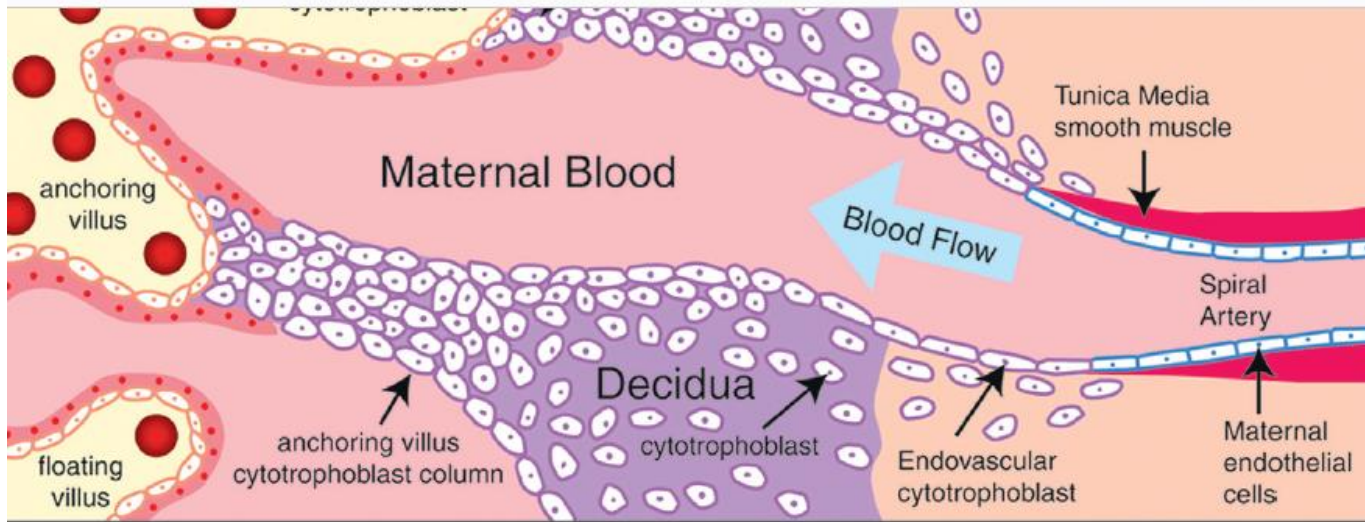 cytotrophoblast
Tunica Media
smooth muscle
Maternal Blood
anchoring
villus
Blood Flow
Spiral
Artery
Decidua
anchoring villus
cytotrophoblast column
cytotrophoblast
floating
villus
Endovascular
cytotrophoblast
Maternal
endothelial
cells